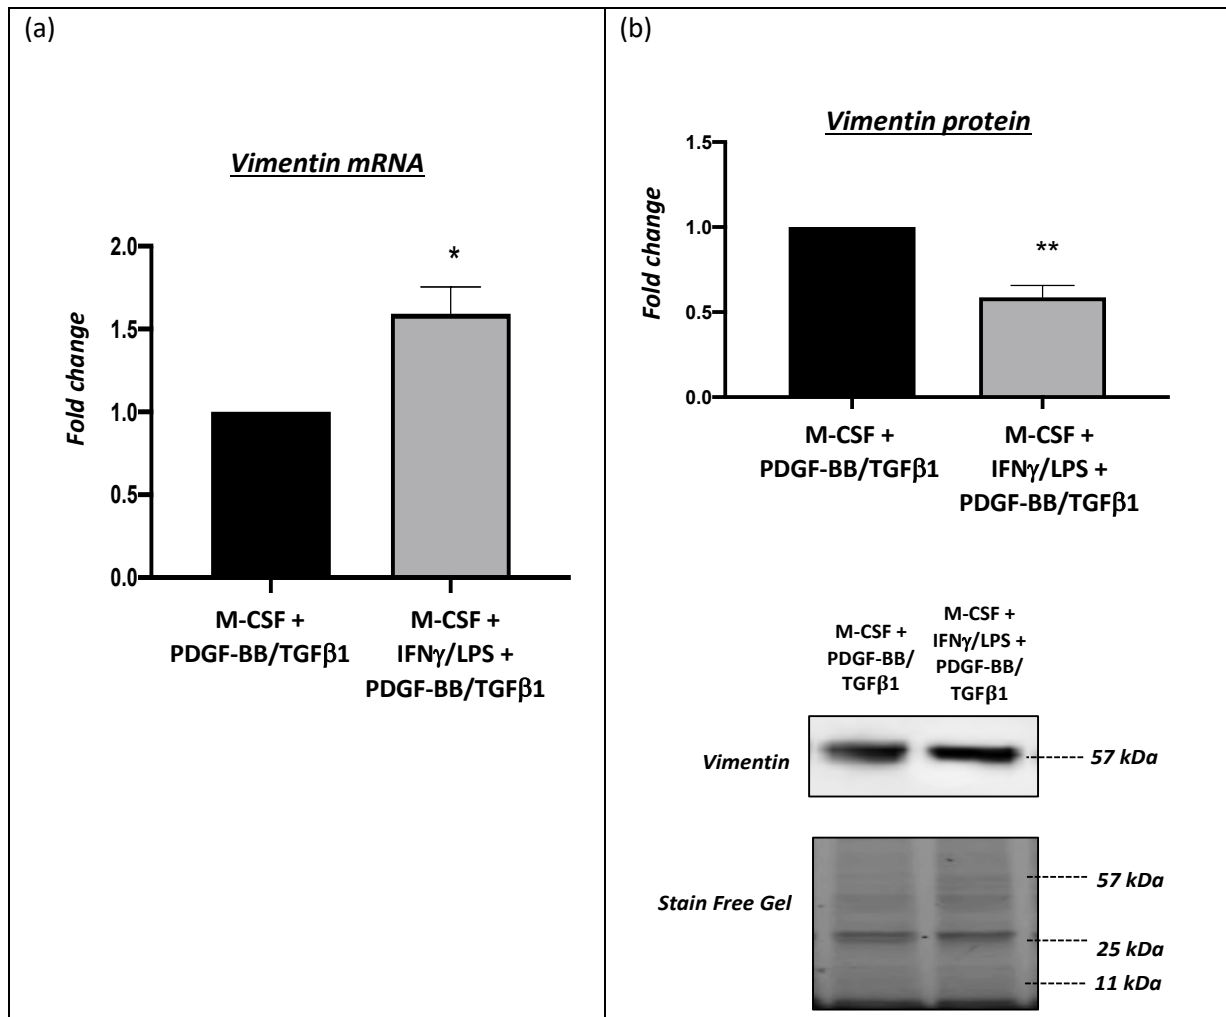 (a)
Vimentin mRNA
Fold change
2.0
*
1.5
1.0
0.5
0.0
M-CSF +
PDGF-BB/TGFβ1
M-CSF +
IFNγ/LPS +
PDGF-BB/TGFβ1
(b)
Vimentin protein
Fold change
1.5
1.0
**
0.5
0.0
M-CSF +
PDGF-BB/TGFβ1
M-CSF +
IFNγ/LPS +
PDGF-BB/TGFβ1
M-CSF +
PDGF-BB/
TGFβ1
M-CSF +
IFNγ/LPS +
PDGF-BB/
TGFβ1
Vimentin
57 kDa
Stain Free Gel
57 kDa
25 kDa
11 kDa